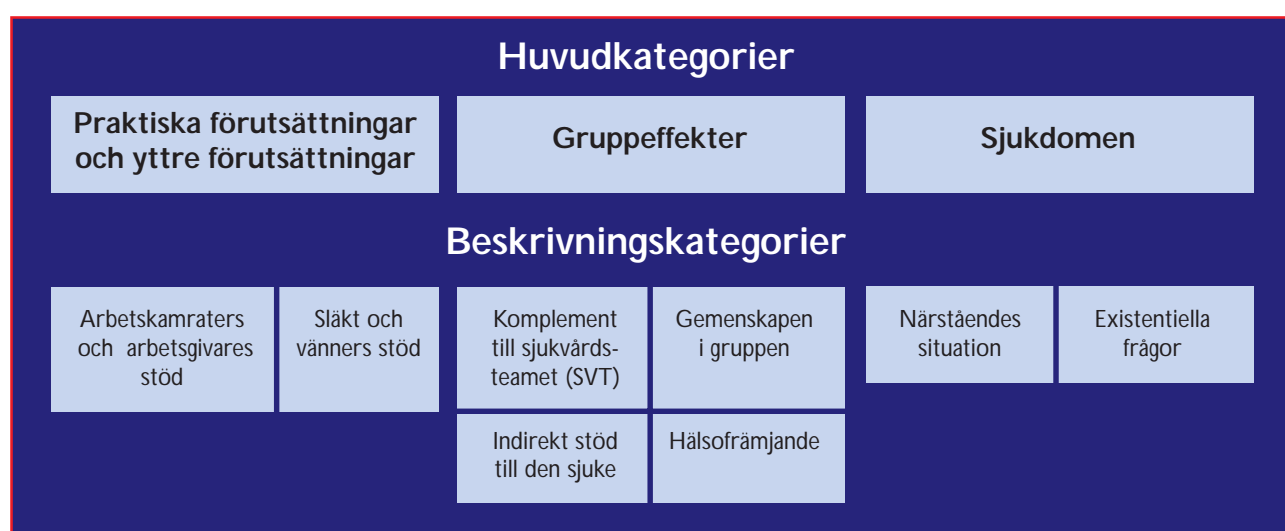 Huvudkategorier
Praktiska förutsättningar
och yttre förutsättningar
Gruppeffekter
Sjukdomen
Beskrivningskategorier
Arbetskamraters
och arbetsgivares
stöd
Släkt och
vänners stöd
Komplement
till sjukvårds-
teamet (SVT)
Gemenskapen
i gruppen
Indirekt stöd
till den sjuke
Hälsofrämjande
Närståendes
situation
Existentiella
frågor